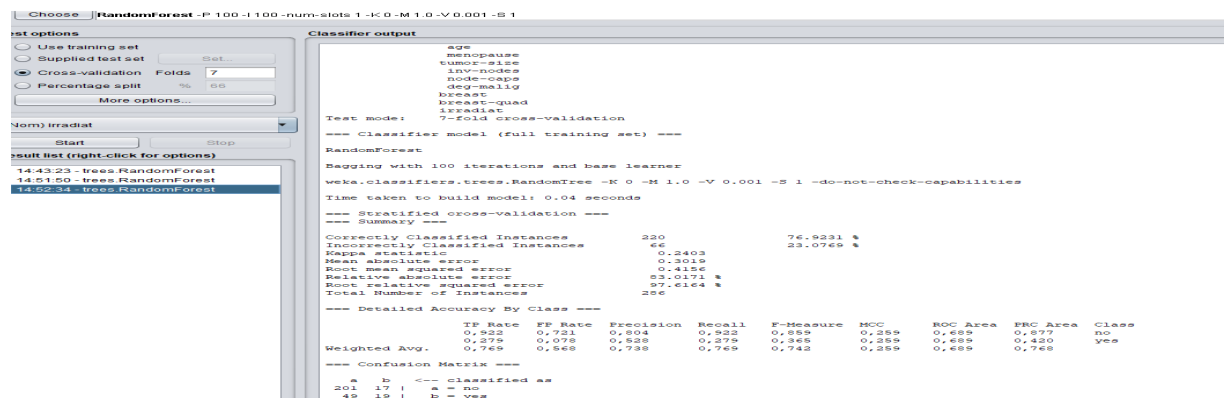 Choose RandomForest -P 100 -I 100 -num-slots 1 -K 0 -M 1.0 -V 0.001 -S 1
est options
Use training set
Supplied test set Set...
Cross-validation Folds 7
Percentage split % 66
More options...
Nom) irradiat
Start Stop
esult list (right-click for options)
14:43:23 - trees.RandomForest
14:51:50 - trees.RandomForest
14:52:34 - trees.RandomForest
Classifier output
age
menopause
tumor-size
inv-nodes
node-caps
deg-malig
breast
breast-quad
irradiat
Test mode: 7-fold cross-validation
=== Classifier model (full training set) ===
RandomForest
Bagging with 100 iterations and base learner
weka.classifiers.trees.RandomTree -K 0 -M 1.0 -V 0.001 -S 1 -do-not-check-capabilities
Time taken to build model: 0.04 seconds
=== Stratified cross-validation ===
=== Summary ===
Correctly Classified Instances 220 76.9231 %
Incorrectly Classified Instances 66 23.0769 %
Kappa statistic 0.2403
Mean absolute error 0.3019
Root mean squared error 0.4156
Relative absolute error 83.0171 %
Root relative squared error 97.6164 %
Total Number of Instances 286
=== Detailed Accuracy By Class ===
TP Rate FP Rate Precision Recall F-Measure MCC ROC Area PRC Area Class
0,922 0,721 0,804 0,922 0,859 0,259 0,689 0,877 no
0,279 0,078 0,528 0,279 0,365 0,259 0,689 0,420 yes
Weighted Avg. 0,769 0,568 0,738 0,769 0,742 0,259 0,689 0,768
=== Confusion Matrix ===
a b <-- classified as
201 17 | a = no
49 19 | b = yes